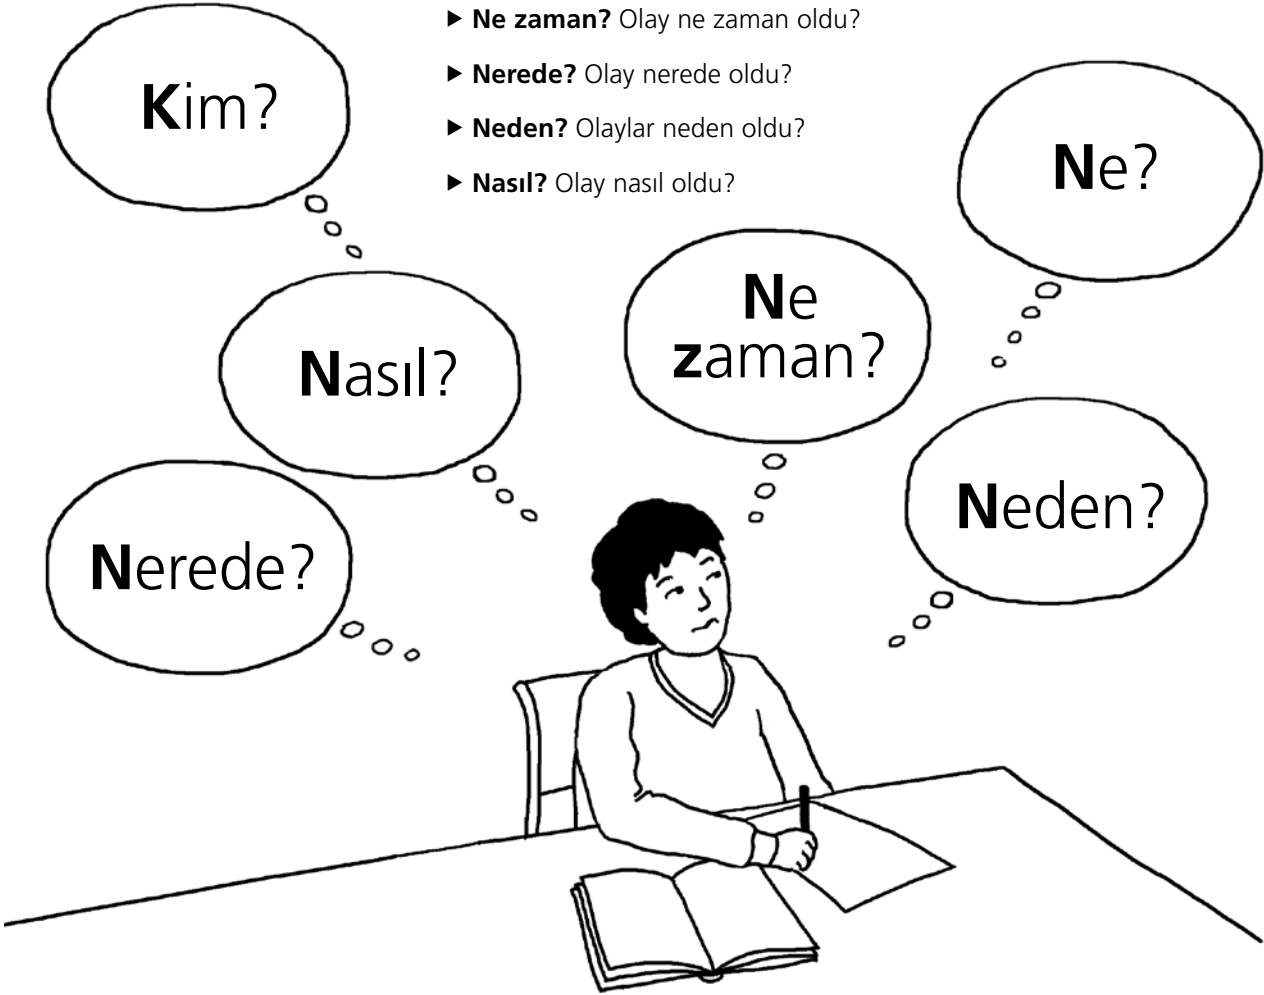 ▶ Ne zaman? Olay ne zaman oldu?
▶ Nerede? Olay nerede oldu?
▶ Neden? Olaylar neden oldu?
▶ Nasıl? Olay nasıl oldu?
Kim?
Ne?
Nasıl?
Ne
zaman?
Nerede?
Neden?